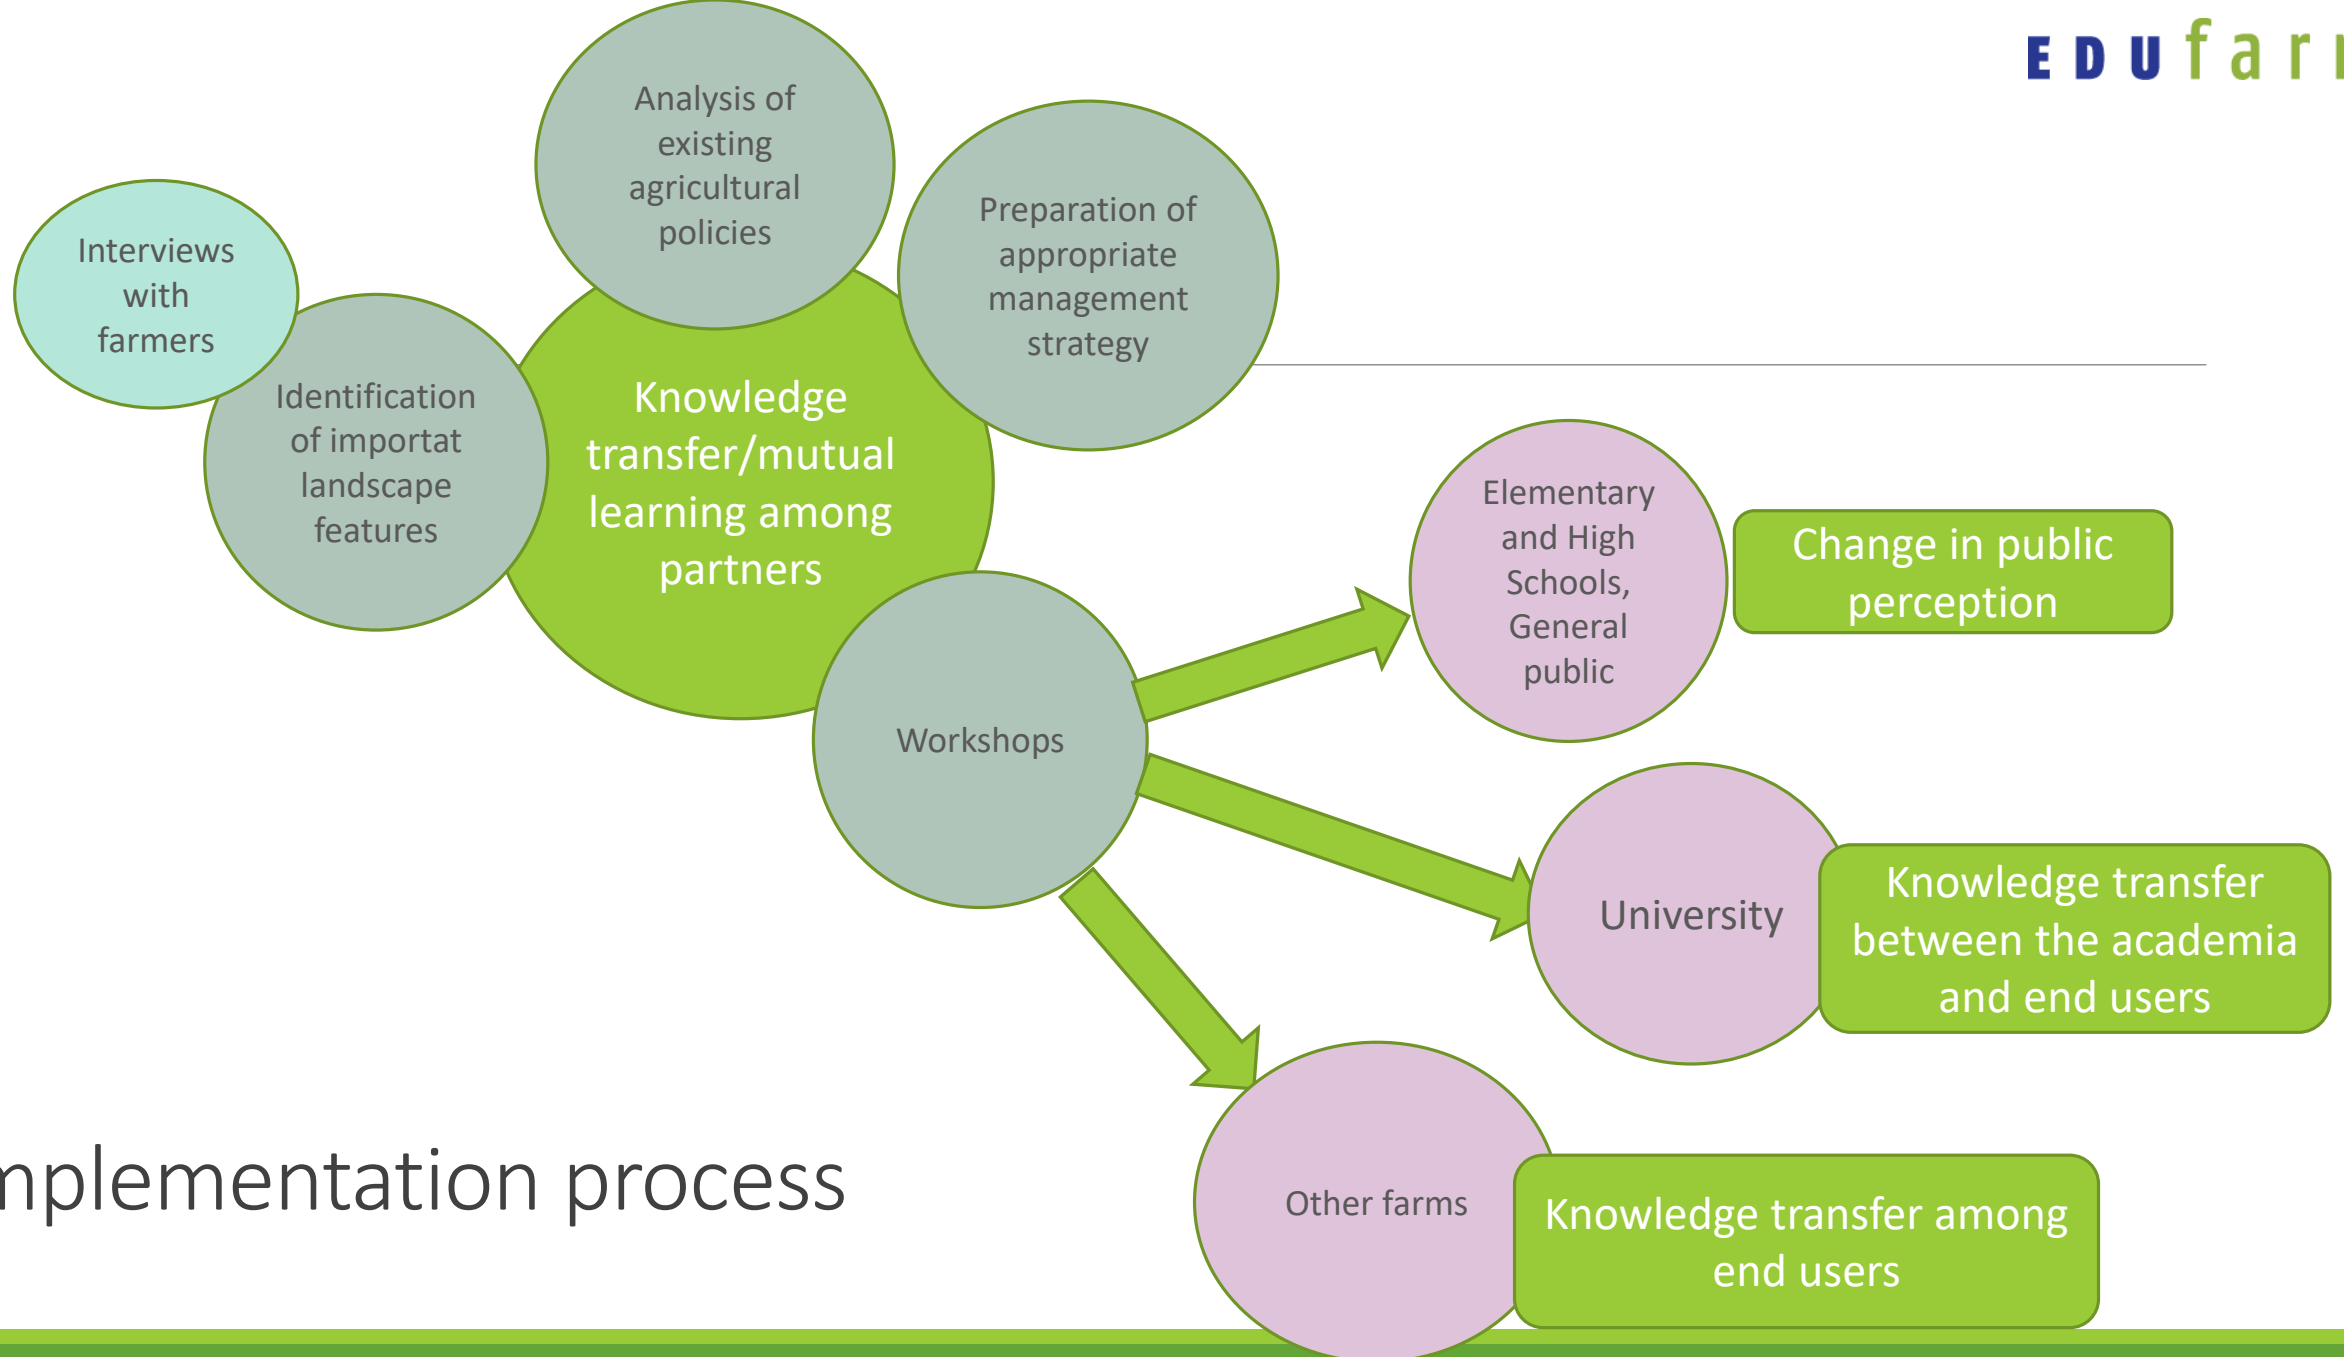 EDUfar
Analysis of
existing
agricultural
policies
Preparation of
appropriate
management
strategy
Interviews
with
farmers
Identification
of importat
landscape
features
Knowledge
transfer/mutual
learning among
partners
Workshops
Elementary
and High
Schools,
General
public
Change in public
perception
University
Knowledge transfer
between the academia
and end users
Other farms
Knowledge transfer among
end users
mplementation process